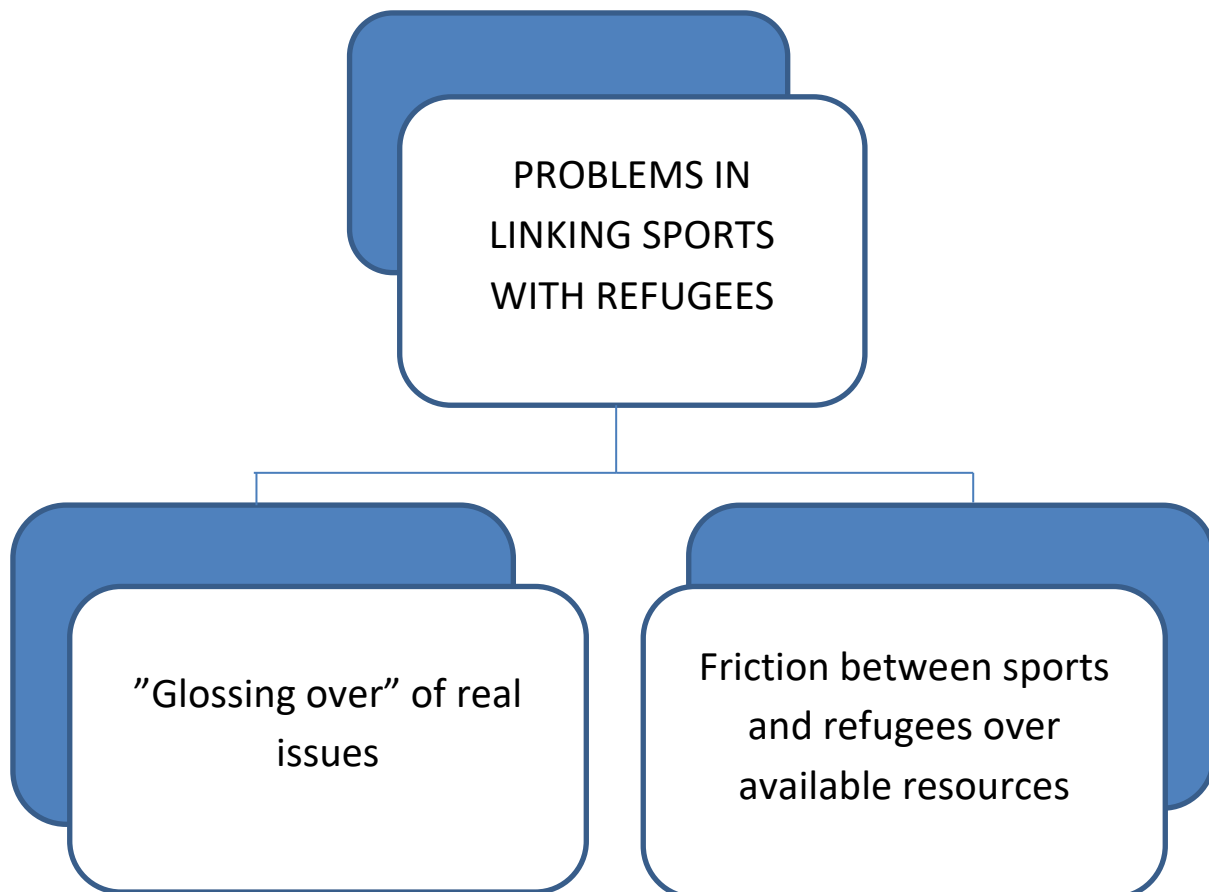 PROBLEMS IN
LINKING SPORTS
WITH REFUGEES
”Glossing over” of real
issues
Friction between sports
and refugees over
available resources